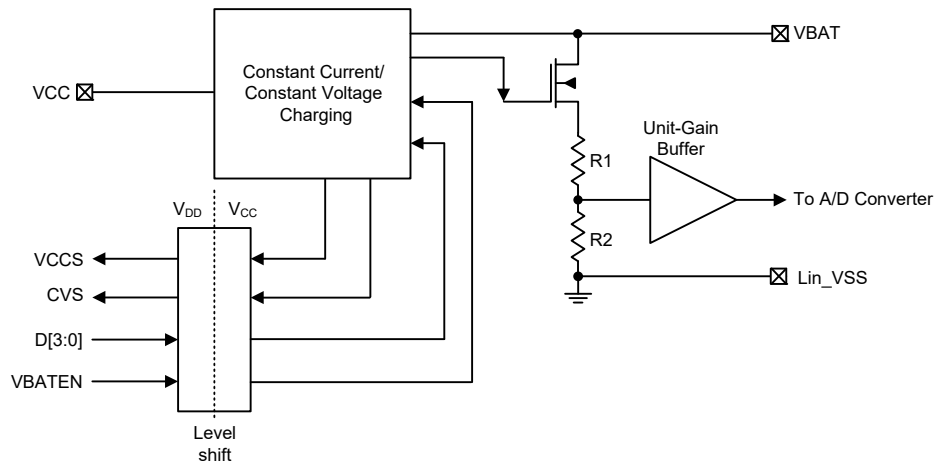 VBAT
Constant Current/
Constant Voltage
Charging
VCC
Unit-Gain
Buffer
R1
To A/D Converter
R2
V_DD
V_CC
VCCS
CVS
Lin_VSS
D[3:0]
VBATEN
Level
shift